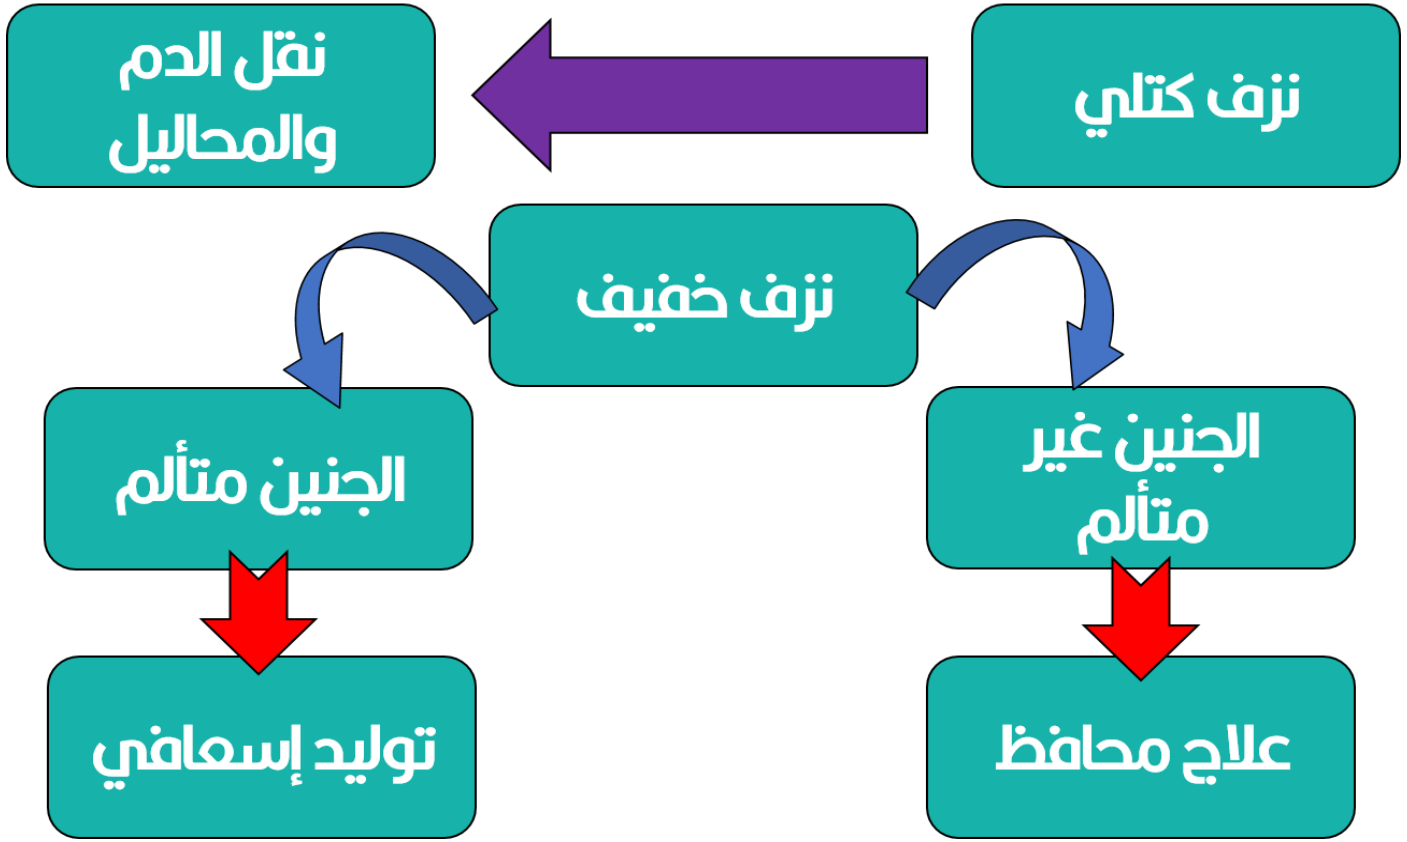 نزف كتلي
نقل الدم
والمحاليل
نزف خفيف
الجنين غير
متألم
الجنين متألم
علاج محافظ
توليد إسعافي